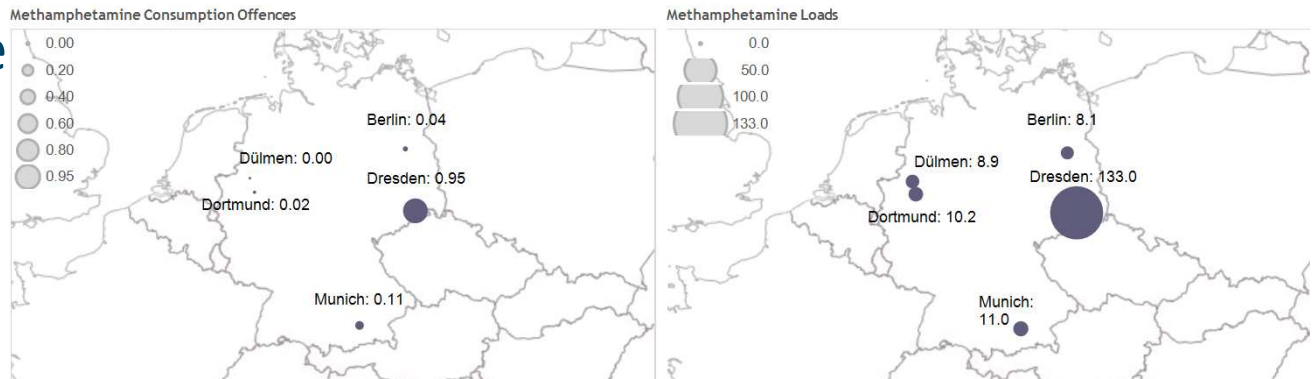 Methamphetamine Consumption Offences
e
0.00
0.20
0.40
0.60
0.80
0.95
Berlin: 0.04
Dülmen: 0.00
Dresden: 0.95
Dortmund: 0.02
Munich: 0.11
Methamphetamine Loads
0.0
50.0
100.0
133.0
Berlin: 8.1
Dülmen: 8.9
Dresden: 133.0
Dortmund: 10.2
Munich:
11.0